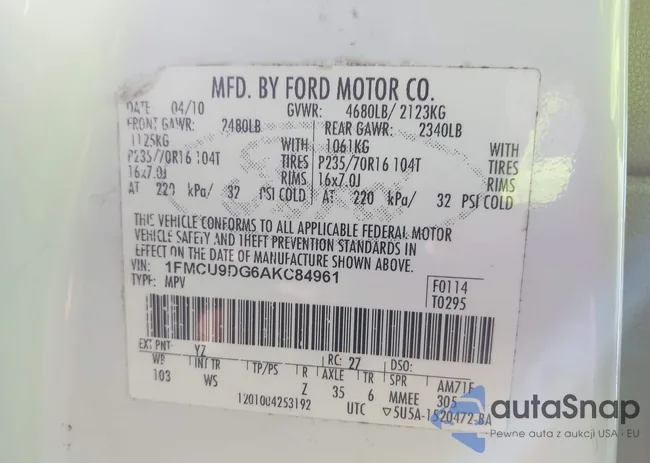 MFD. BY FORD MOTOR CO.
DATE 04/10 GVWR: 4680LB/ 2123KG
FRONT GAWR: 2480LB REAR GAWR: 2340LB
1125KG WITH 1061KG WITH
P235/70R16 104T TIRES P235/70R16 104T TIRES
16x7.0J RIMS 16x7.0J RIMS
AT 220 kPa/ 32 PSI COLD AT 220 kPa/ 32 PSI COLD
THIS VEHICLE CONFORMS TO ALL APPLICABLE FEDERAL MOTOR
VEHICLE SAFETY AND THEFT PREVENTION STANDARDS IN
EFFECT ON THE DATE OF MANUFACTURE SHOWN ABOVE.
VIN: 1FMCU9DG6AKC84961
TYPE: MPV
F0114
T0295
EXT PNT: YZ RC: 27 DSO:
WB INT TR TP/PS R AXLE TR SPR AM71F
103 WS Z 35 6 MMEE 305
1201004253192 UTC ▽5U5A-1520472-BA
autaSnap
Pewne auta z aukcji USA i EU